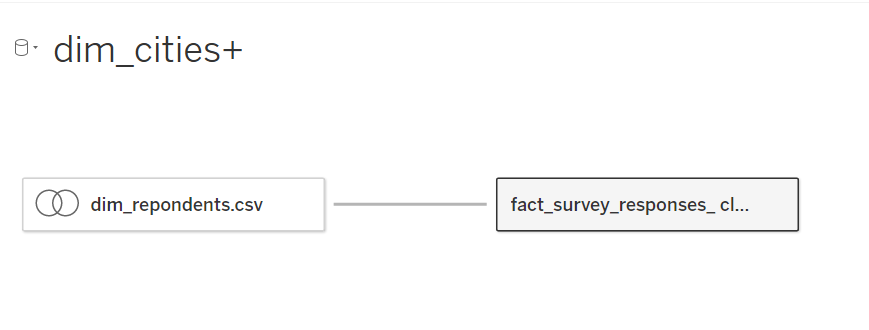 dim_cities+
dim_repondents.csv
fact_survey_responses_ cl...